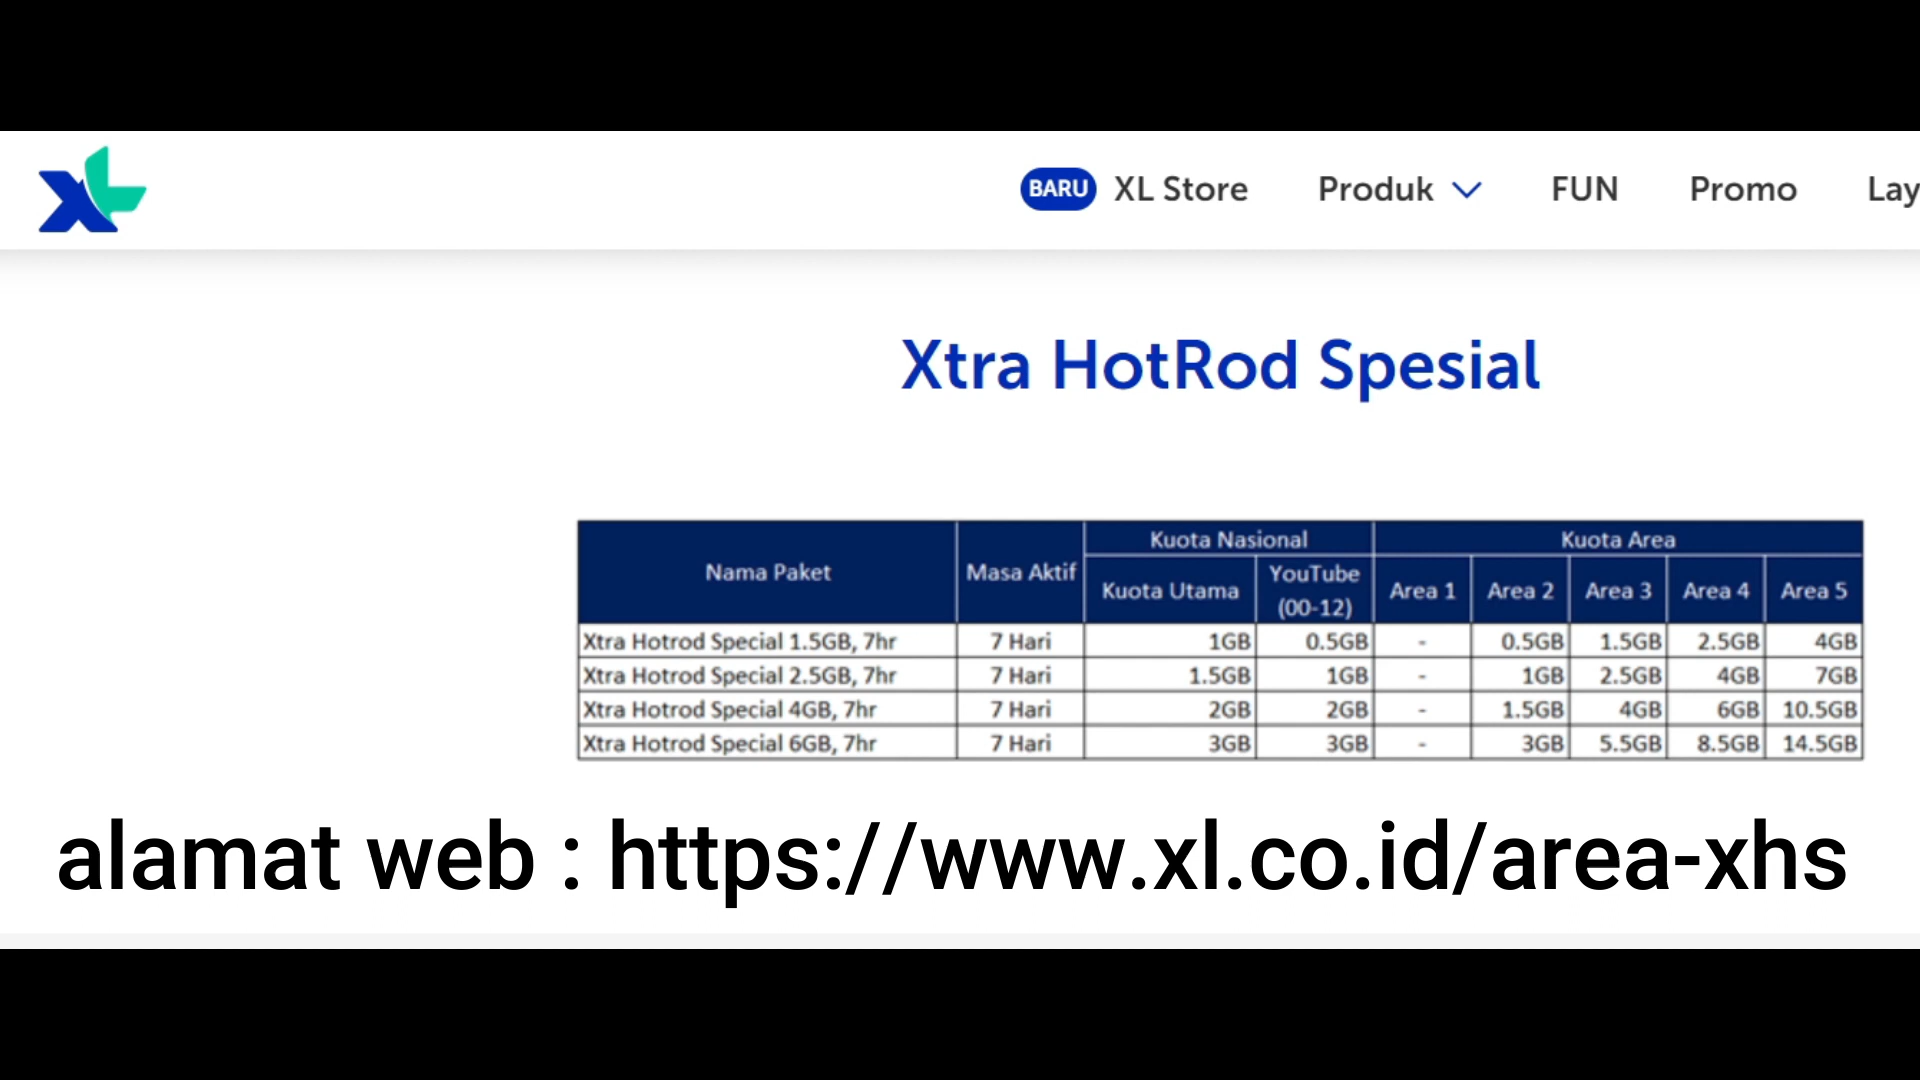 XL
BARU XL Store Produk FUN Promo Lay
Xtra HotRod Spesial
Nama Paket Masa Aktif Kuota Nasional Kuota Area
Kuota Utama YouTube (00-12) Area 1 Area 2 Area 3 Area 4 Area 5
Xtra Hotrod Special 1.5GB, 7hr 7 Hari 1GB 0.5GB - 0.5GB 1.5GB 2.5GB 4GB
Xtra Hotrod Special 2.5GB, 7hr 7 Hari 1.5GB 1GB - 1GB 2.5GB 4GB 7GB
Xtra Hotrod Special 4GB, 7hr 7 Hari 2GB 2GB - 1.5GB 4GB 6GB 10.5GB
Xtra Hotrod Special 6GB, 7hr 7 Hari 3GB 3GB - 3GB 5.5GB 8.5GB 14.5GB
alamat web : https://www.xl.co.id/area-xhs